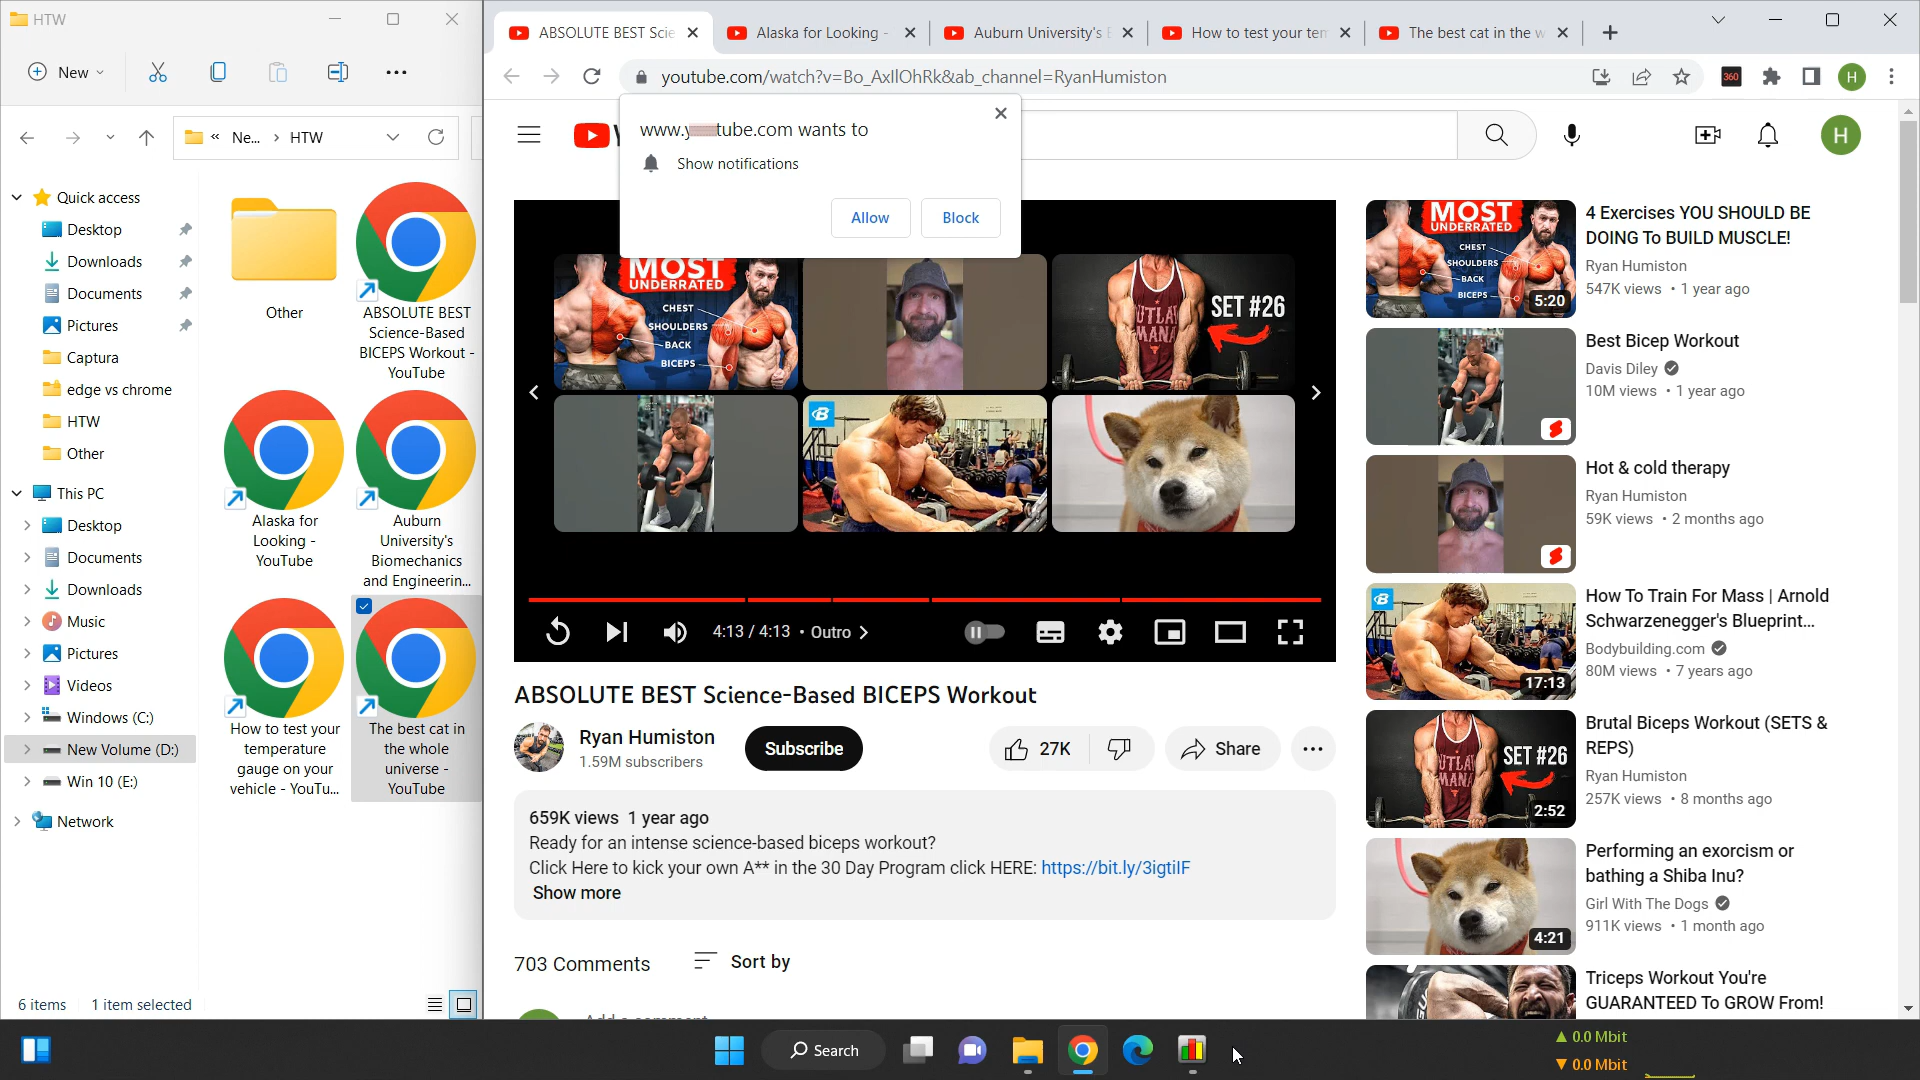 HTW
New
Ne...
HTW
Quick access
Desktop
Downloads
Documents
Pictures
Captura
edge vs chrome
HTW
Other
This PC
Desktop
Documents
Downloads
Music
Pictures
Videos
Windows (C:)
New Volume (D:)
Win 10 (E:)
Network
6 items
1 item selected
Other
ABSOLUTE BEST
Science-Based
BICEPS Workout -
YouTube
Alaska for
Looking -
YouTube
Auburn
University's
Biomechanics
and Engineerin...
How to test your
temperature
gauge on your
vehicle - YouTu...
The best cat in
the whole
universe -
YouTube
ABSOLUTE BEST Scie
Alaska for Looking -
Auburn University's
How to test your
The best cat in the w
youtube.com/watch?v=Bo_AxIlOhRk&ab_channel=RyanHumiston
360
H
H
wants to
Show notifications
Allow
Block
MOST
UNDERRATED
CHEST
SHOULDERS
BACK
BICEPS
SET #26
B
4:13 / 4:13 • Outro
ABSOLUTE BEST Science-Based BICEPS Workout
Ryan Humiston
1.59M subscribers
Subscribe
27K
Share
659K views 1 year ago
Ready for an intense science-based biceps workout?
Click Here to kick your own A** in the 30 Day Program click HERE: https://bit.ly/3igtiIF
Show more
703 Comments
Sort by
MOST
UNDERRATED
CHEST
SHOULDERS
BACK
BICEPS
5:20
4 Exercises YOU SHOULD BE
DOING To BUILD MUSCLE!
Ryan Humiston
547K views • 1 year ago
Best Bicep Workout
Davis Diley
10M views • 1 year ago
Hot & cold therapy
Ryan Humiston
59K views • 2 months ago
B
17:13
How To Train For Mass | Arnold
Schwarzenegger's Blueprint...
Bodybuilding.com
80M views • 7 years ago
SET #26
2:52
Brutal Biceps Workout (SETS &
REPS)
Ryan Humiston
257K views • 8 months ago
4:21
Performing an exorcism or
bathing a Shiba Inu?
Girl With The Dogs
911K views • 1 month ago
Triceps Workout You're
GUARANTEED To GROW From!
Search
0.0 Mbit
0.0 Mbit